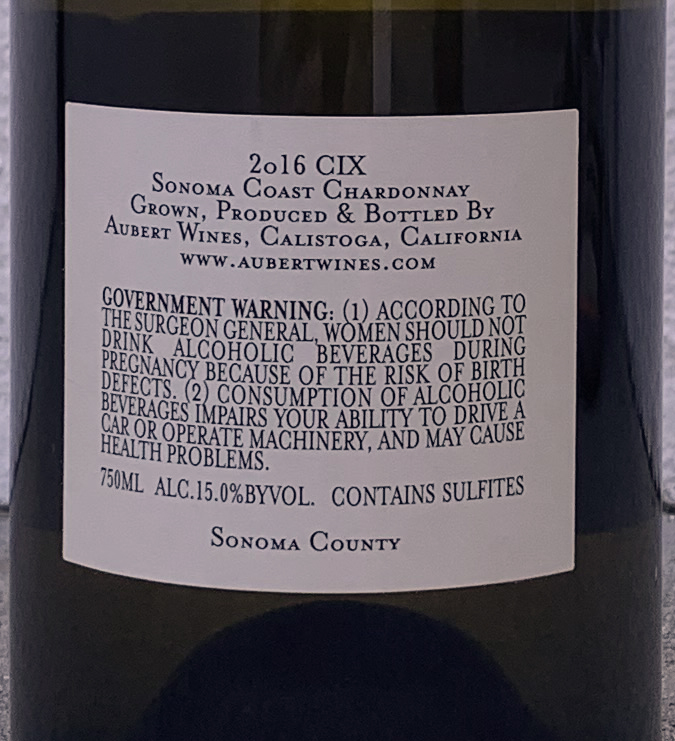 2016 CIX
Sonoma Coast Chardonnay
Grown, Produced & Bottled By
Aubert Wines, Calistoga, California
www.aubertwines.com
GOVERNMENT WARNING: (1) ACCORDING TO
THE SURGEON GENERAL, WOMEN SHOULD NOT
DRINK ALCOHOLIC BEVERAGES DURING
PREGNANCY BECAUSE OF THE RISK OF BIRTH
DEFECTS. (2) CONSUMPTION OF ALCOHOLIC
BEVERAGES IMPAIRS YOUR ABILITY TO DRIVE A
CAR OR OPERATE MACHINERY, AND MAY CAUSE
HEALTH PROBLEMS.
750ML ALC.15.0%BYVOL. CONTAINS SULFITES
Sonoma County